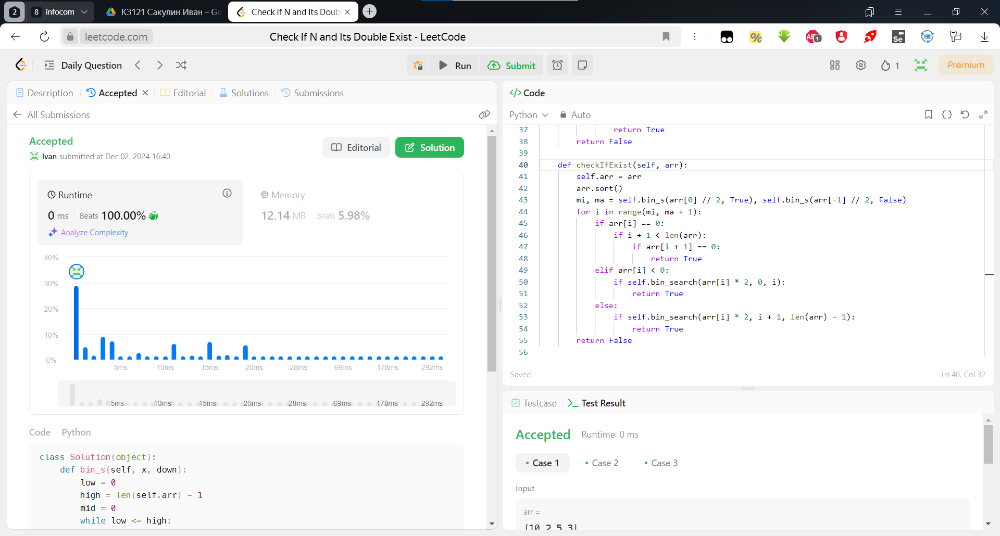 2
8 infocom
К3121 Сакулин Иван – Go
Check If N and Its Doub
leetcode.com
Check If N and Its Double Exist - LeetCode
1
Se
Daily Question
Run
Submit
1
Premium
Description
Accepted
Editorial
Solutions
Submissions
All Submissions
Accepted
Ivan submitted at Dec 02, 2024 16:40
Editorial
Solution
Runtime
0 ms
Beats 100.00%
Analyze Complexity
Memory
12.14 MB
Beats 5.98%
40%
30%
20%
10%
0%
5ms 10ms 15ms 20ms 28ms 69ms 178ms 292ms
5ms 10ms 15ms 20ms 28ms 69ms 178ms 292ms
Code
Python
class Solution(object):
def bin_s(self, x, down):
low = 0
high = len(self.arr) - 1
mid = 0
while low <= high:
</> Code
Python
Auto
37 return True
38 return False
39
40 def checkIfExist(self, arr):
41 self.arr = arr
42 arr.sort()
43 mi, ma = self.bin_s(arr[0] // 2, True), self.bin_s(arr[-1] // 2, False)
44 for i in range(mi, ma + 1):
45 if arr[i] == 0:
46 if i + 1 < len(arr):
47 if arr[i + 1] == 0:
48 return True
49 elif arr[i] < 0:
50 if self.bin_search(arr[i] * 2, 0, i):
51 return True
52 else:
53 if self.bin_search(arr[i] * 2, i + 1, len(arr) - 1):
54 return True
55 return False
56
Saved
Ln 40, Col 32
Testcase
Test Result
Accepted
Runtime: 0 ms
Case 1
Case 2
Case 3
Input
arr =
[10,2,5,3]